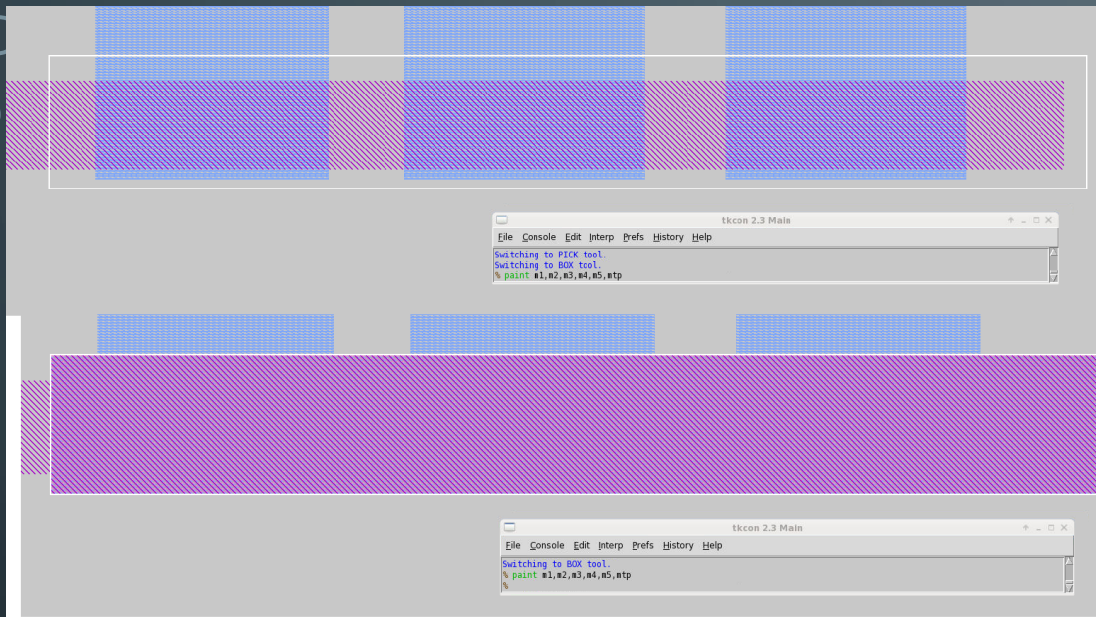 tkcon 2.3 Main
File Console Edit Interp Prefs History Help
Switching to PICK tool.
Switching to BOX tool.
% paint m1,m2,m3,m4,m5,mtp
tkcon 2.3 Main
File Console Edit Interp Prefs History Help
Switching to BOX tool.
% paint m1,m2,m3,m4,m5,mtp
%